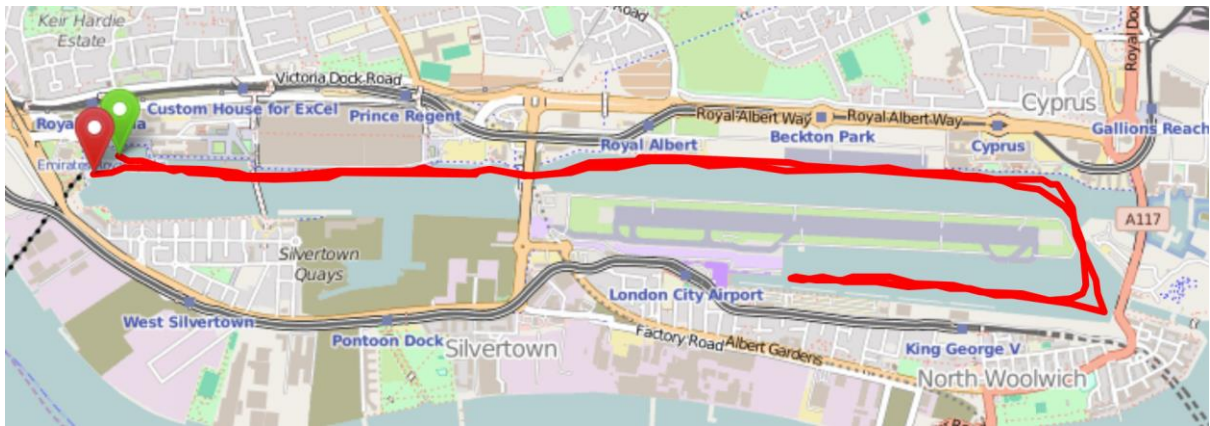 Keir Hardie
Estate
Road
Royal Dock
Victoria Dock Road
Custom House for ExCel
Prince Regent
Royal Albert Way
Beckton Park
Royal Albert Way
Cyprus
Gallions Reach
Royal Albert
Cyprus
A117
Silvertown
Quays
London City Airport
West Silvertown
Pontoon Dock
Silvertown
Factory Road
Albert Gardens
King George V
North Woolwich